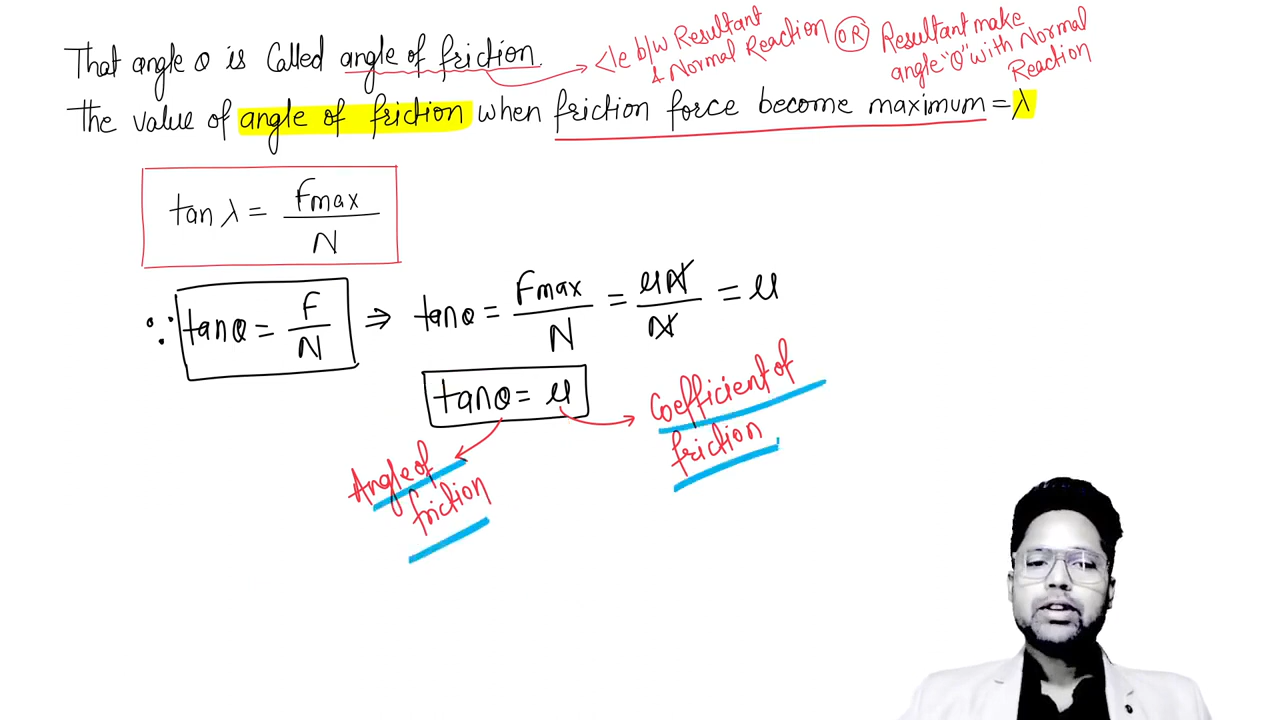 That angle θ is Called angle of friction.
<le b/w Resultant & Normal Reaction
OR
Resultant make angle "θ" with Normal Reaction
The value of angle of friction when friction force become maximum = λ
tan λ = Fmax / N
∵ tanθ = F / N ⇒ tanθ = Fmax / N = μN / N = μ
tanθ = μ
Coefficient of
friction
Angle of
friction